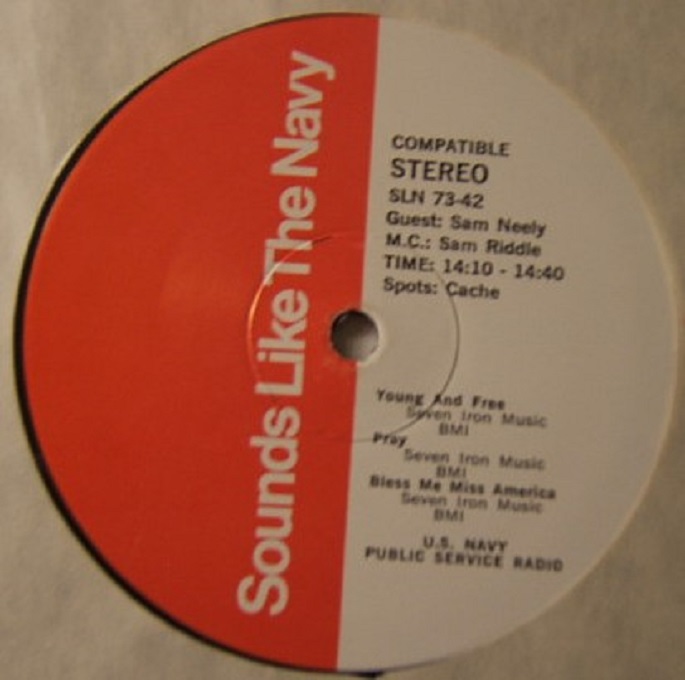 Sounds Like The Navy
COMPATIBLE
STEREO
SLN 73-42
Guest: Sam Neely
M.C.: Sam Riddle
TIME: 14:10 - 14:40
Spots: Cache
Young And Free
Seven Iron Music
BMI
Pray
Seven Iron Music
BMI
Bless Me Miss America
Seven Iron Music
BMI
U.S. NAVY
PUBLIC SERVICE RADIO